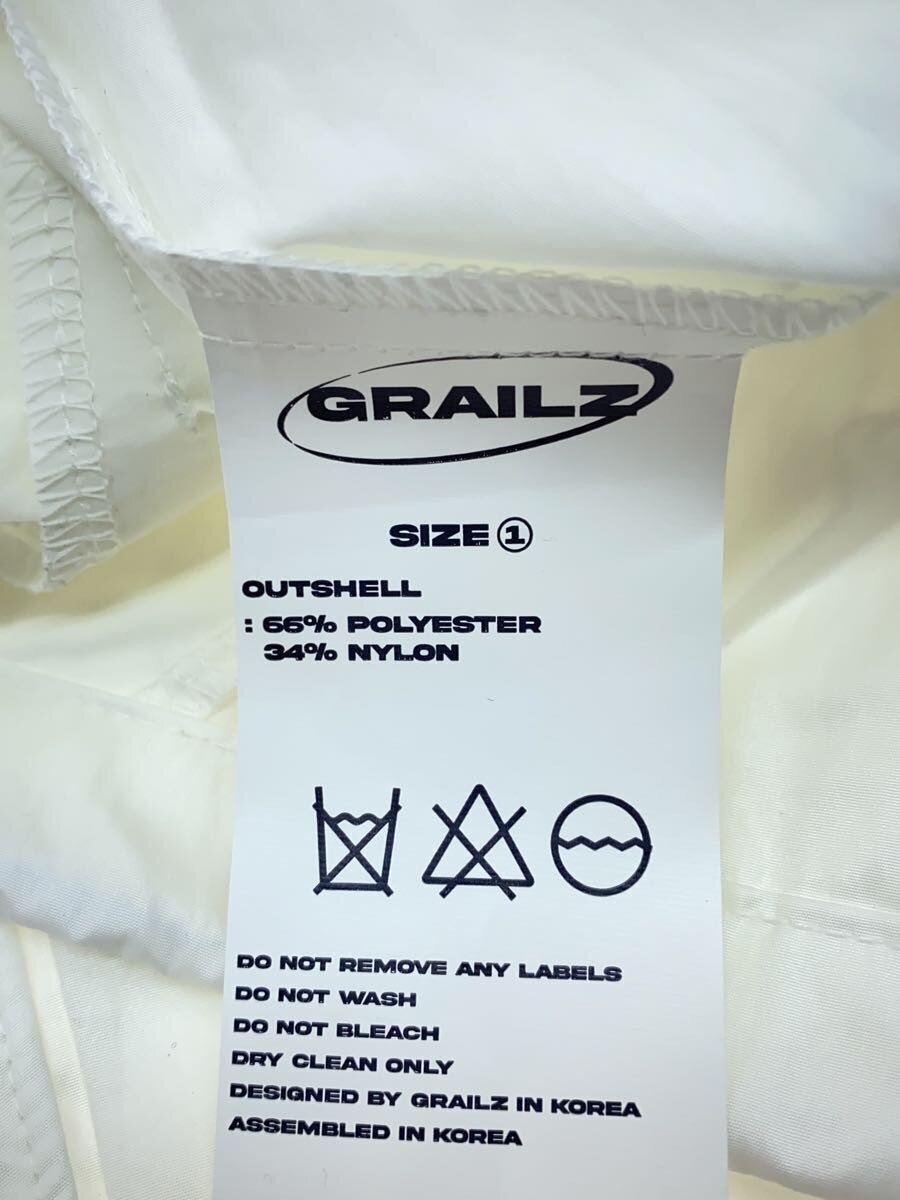 GRAILZ
SIZE ①
OUTSHELL
: 66% POLYESTER
34% NYLON
DO NOT REMOVE ANY LABELS
DO NOT WASH
DO NOT BLEACH
DRY CLEAN ONLY
DESIGNED BY GRAILZ IN KOREA
ASSEMBLED IN KOREA